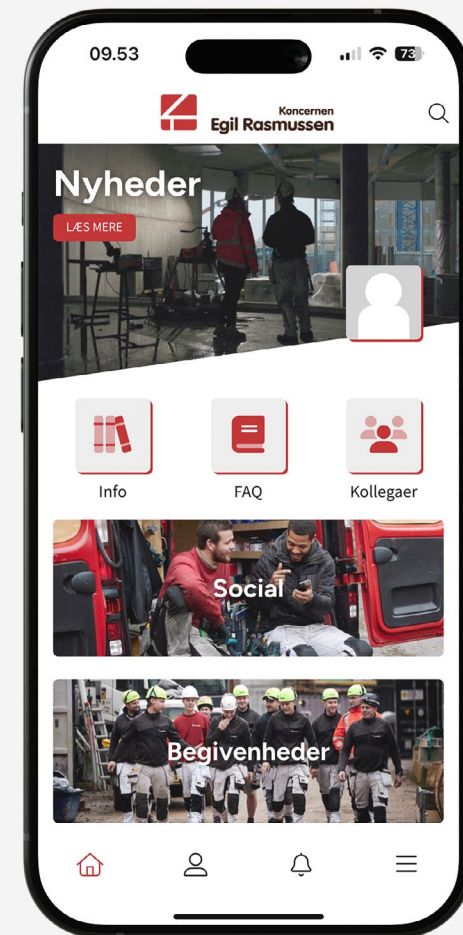 09.53
73
Koncernen
Egil Rasmussen
Nyheder
LÆS MERE
Info
FAQ
Kollegaer
Social
Begivenheder